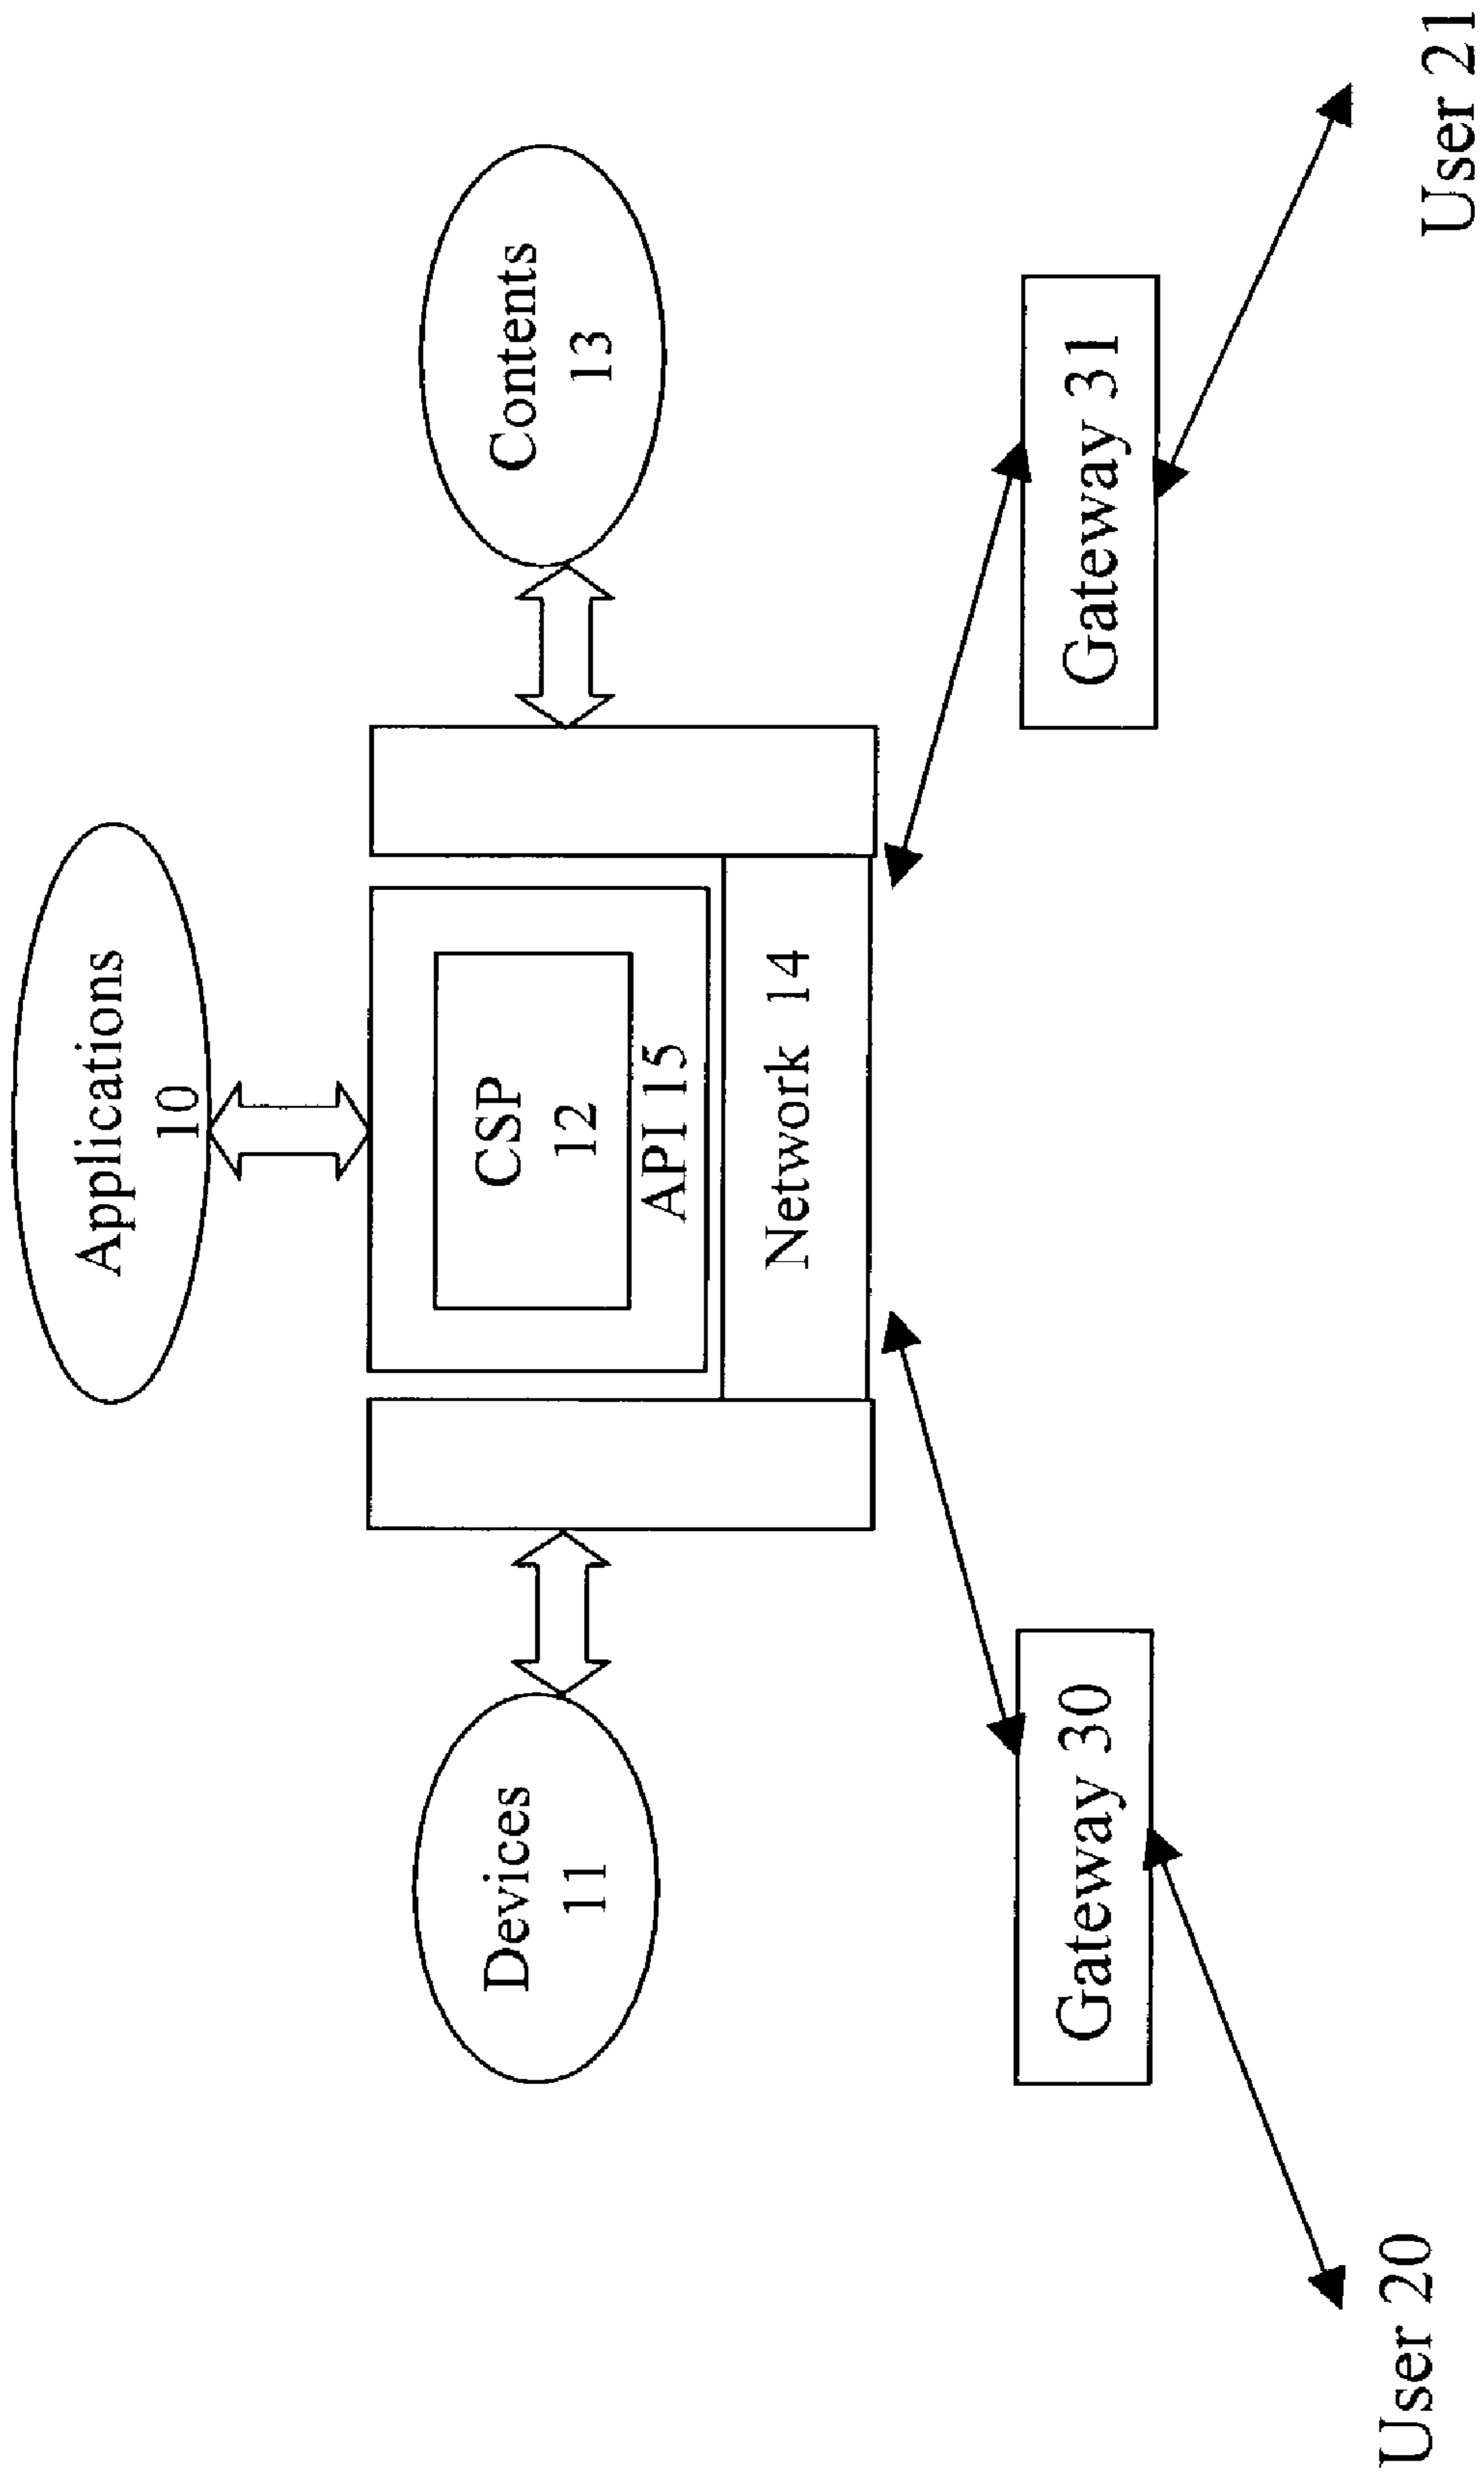 Applications
10
Devices
11
CSP
12
API 15
Contents
13
Network 14
Gateway 30
Gateway 31
User 20
User 21